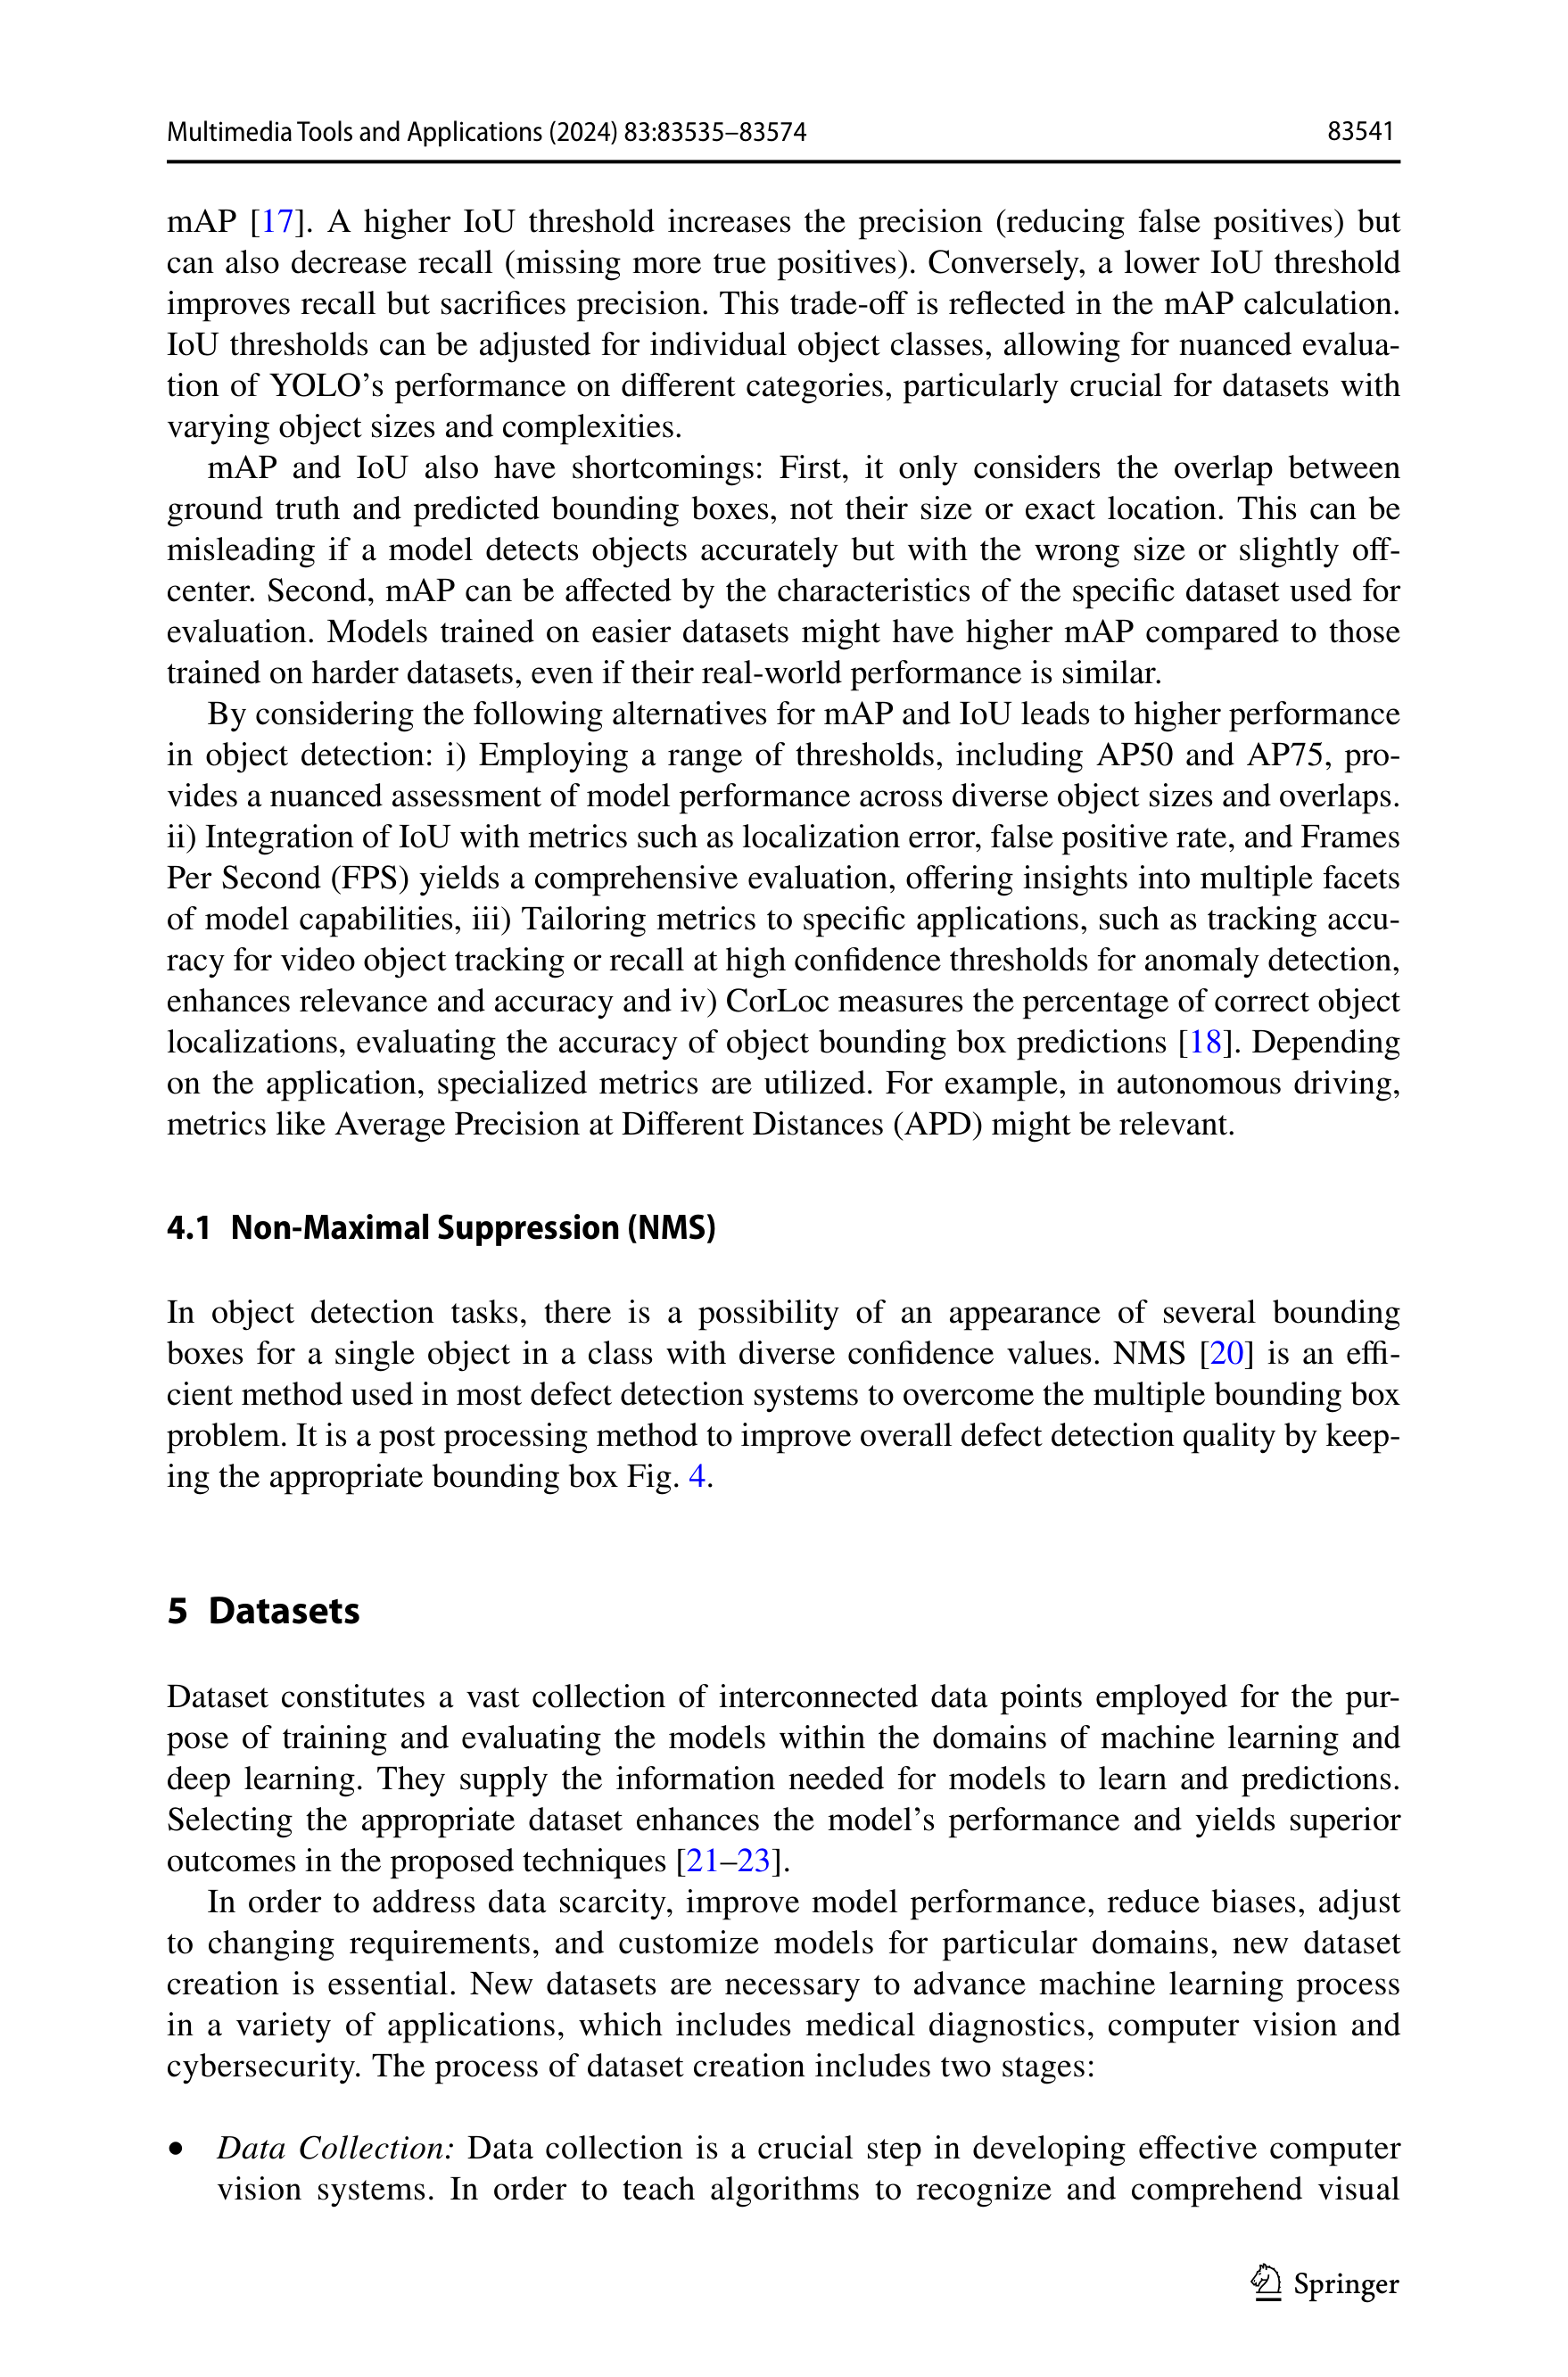 Multimedia Tools and Applications (2024) 83:83535–83574 83541
mAP [17]. A higher IoU threshold increases the precision (reducing false positives) but
can also decrease recall (missing more true positives). Conversely, a lower IoU threshold
improves recall but sacrifices precision. This trade-off is reflected in the mAP calculation.
IoU thresholds can be adjusted for individual object classes, allowing for nuanced evalua-
tion of YOLO’s performance on different categories, particularly crucial for datasets with
varying object sizes and complexities.
mAP and IoU also have shortcomings: First, it only considers the overlap between
ground truth and predicted bounding boxes, not their size or exact location. This can be
misleading if a model detects objects accurately but with the wrong size or slightly off-
center. Second, mAP can be affected by the characteristics of the specific dataset used for
evaluation. Models trained on easier datasets might have higher mAP compared to those
trained on harder datasets, even if their real-world performance is similar.
By considering the following alternatives for mAP and IoU leads to higher performance
in object detection: i) Employing a range of thresholds, including AP50 and AP75, pro-
vides a nuanced assessment of model performance across diverse object sizes and overlaps.
ii) Integration of IoU with metrics such as localization error, false positive rate, and Frames
Per Second (FPS) yields a comprehensive evaluation, offering insights into multiple facets
of model capabilities, iii) Tailoring metrics to specific applications, such as tracking accu-
racy for video object tracking or recall at high confidence thresholds for anomaly detection,
enhances relevance and accuracy and iv) CorLoc measures the percentage of correct object
localizations, evaluating the accuracy of object bounding box predictions [18]. Depending
on the application, specialized metrics are utilized. For example, in autonomous driving,
metrics like Average Precision at Different Distances (APD) might be relevant.
4.1 Non-Maximal Suppression (NMS)
In object detection tasks, there is a possibility of an appearance of several bounding
boxes for a single object in a class with diverse confidence values. NMS [20] is an effi-
cient method used in most defect detection systems to overcome the multiple bounding box
problem. It is a post processing method to improve overall defect detection quality by keep-
ing the appropriate bounding box Fig. 4.
5 Datasets
Dataset constitutes a vast collection of interconnected data points employed for the pur-
pose of training and evaluating the models within the domains of machine learning and
deep learning. They supply the information needed for models to learn and predictions.
Selecting the appropriate dataset enhances the model’s performance and yields superior
outcomes in the proposed techniques [21–23].
In order to address data scarcity, improve model performance, reduce biases, adjust
to changing requirements, and customize models for particular domains, new dataset
creation is essential. New datasets are necessary to advance machine learning process
in a variety of applications, which includes medical diagnostics, computer vision and
cybersecurity. The process of dataset creation includes two stages:
• Data Collection: Data collection is a crucial step in developing effective computer
vision systems. In order to teach algorithms to recognize and comprehend visual
Springer